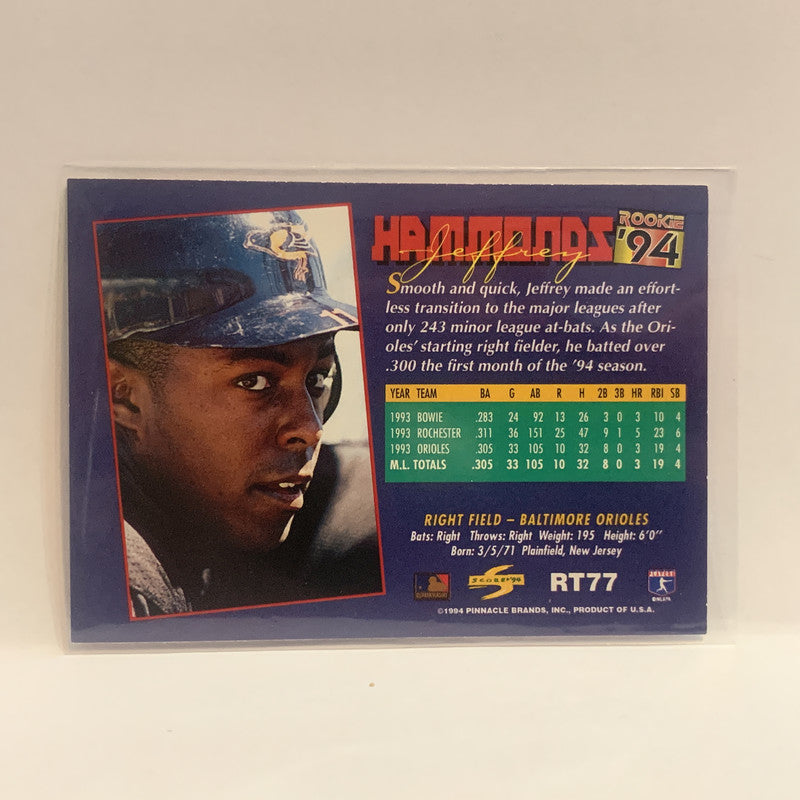 HAMMONDS
Jeffrey
ROOKIE
'94
Smooth and quick, Jeffrey made an effort-
less transition to the major leagues after
only 243 minor league at-bats. As the Ori-
oles' starting right fielder, he batted over
.300 the first month of the '94 season.
YEAR TEAM BA G AB R H 2B 3B HR RBI SB
1993 BOWIE .283 24 92 13 26 3 0 3 10 4
1993 ROCHESTER .311 36 151 25 47 9 1 5 23 6
1993 ORIOLES .305 33 105 10 32 8 0 3 19 4
M.L. TOTALS .305 33 105 10 32 8 0 3 19 4
RIGHT FIELD – BALTIMORE ORIOLES
Bats: Right Throws: Right Weight: 195 Height: 6'0"
Born: 3/5/71 Plainfield, New Jersey
SCORE '94
RT77
PLAYERS
©MLBPA
©1994 PINNACLE BRANDS, INC., PRODUCT OF U.S.A.